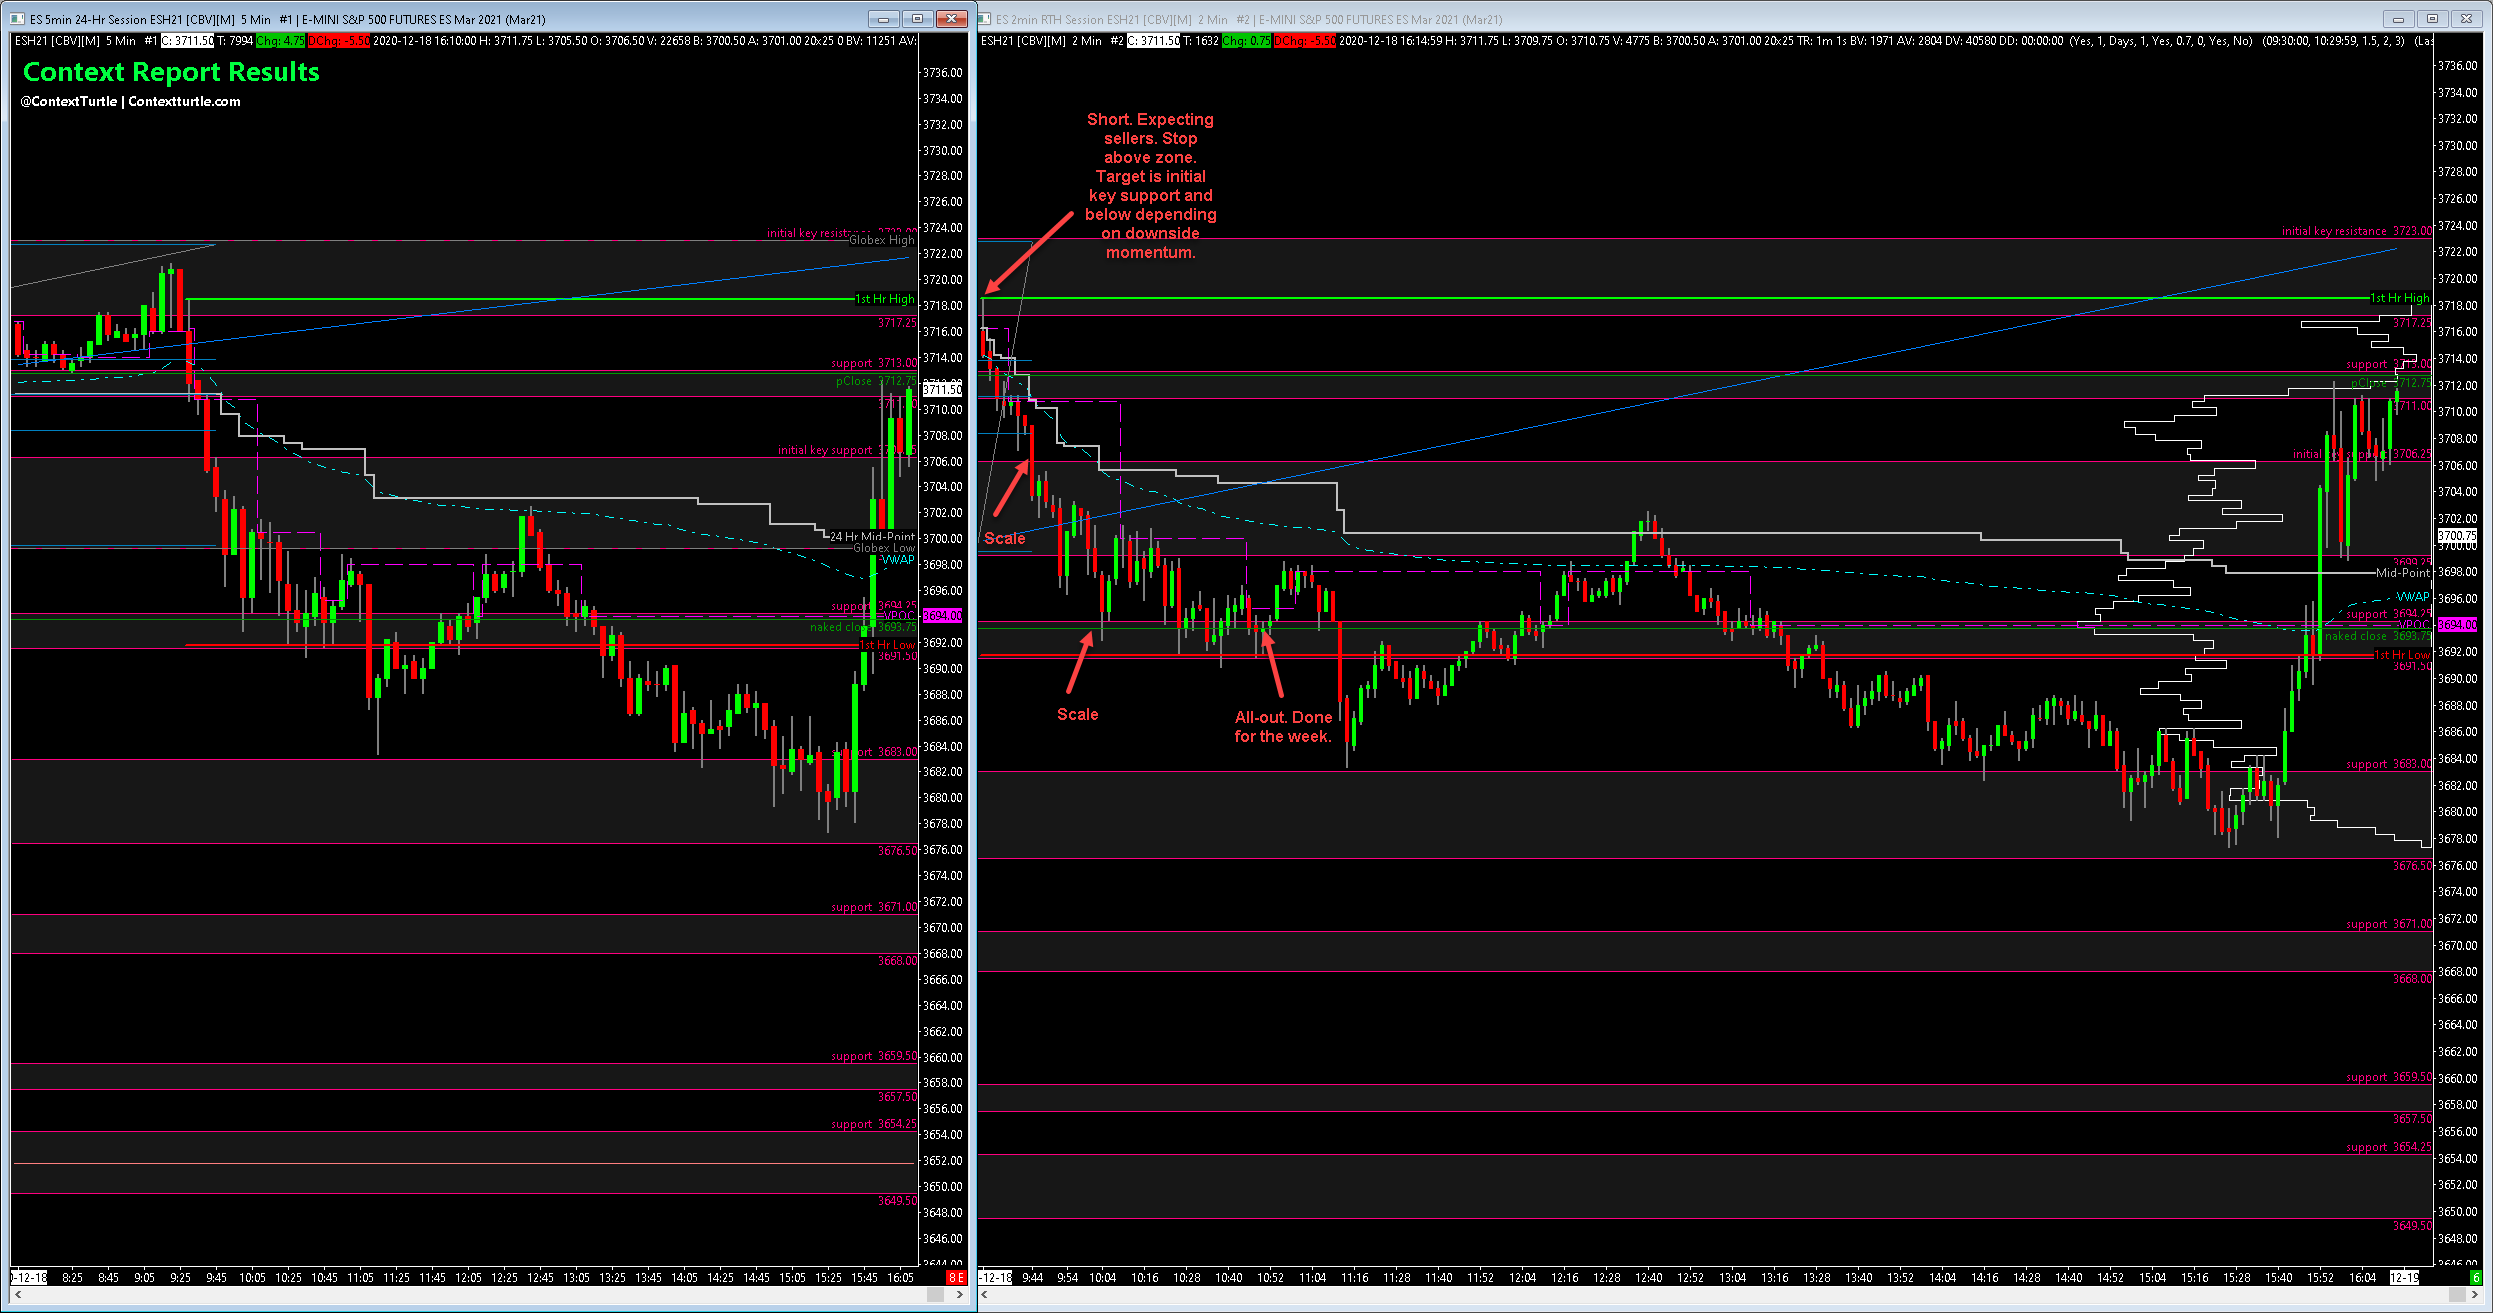 ES 5min 24-Hr Session ESH21 [CBV][M]  5 Min   #1 | E-MINI S&P 500 FUTURES ES Mar 2021 (Mar21)
ESH21 [CBV][M]  5 Min   #1 C: 3711.50 T: 7994 Chg: 4.75 DChg: -5.50 2020-12-18 16:10:00 H: 3711.75 L: 3705.50 O: 3706.50 V: 22658 B: 3700.50 A: 3701.00 20x25 0 BV: 11251 AV:
Context Report Results
@ContextTurtle | Contextturtle.com
initial key
Globex High
1st Hr High
3717.25
support 3713.00
pClose 3712.75
initial key support
24 Hr Mid-Point
Globex Low
VWAP
support 3694.25
VPOC
naked 3693.75
1st Hr Low
3691.50
3683.00
3676.50
support 3671.00
3668.00
support 3659.50
3657.50
support 3654.25
3649.50
3736.00
3734.00
3732.00
3730.00
3728.00
3726.00
3724.00
3722.00
3720.00
3718.00
3716.00
3714.00
3711.50
3710.00
3708.00
3706.00
3704.00
3702.00
3700.00
3698.00
3696.00
3694.00
3692.00
3690.00
3688.00
3686.00
3684.00
3682.00
3680.00
3678.00
3676.00
3674.00
3672.00
3670.00
3668.00
3666.00
3664.00
3662.00
3660.00
3658.00
3656.00
3654.00
3652.00
3650.00
3648.00
3646.00
-12-18 8:25 8:45 9:05 9:25 9:45 10:05 10:25 10:45 11:05 11:25 11:45 12:05 12:25 12:45 13:05 13:25 13:45 14:05 14:25 14:45 15:05 15:25 15:45 16:05 8 E
ES 2min RTH Session ESH21 [CBV][M]  2 Min   #2 | E-MINI S&P 500 FUTURES ES Mar 2021 (Mar21)
ESH21 [CBV][M]  2 Min   #2 C: 3711.50 T: 1632 Chg: 0.75 DChg: -5.50 2020-12-18 16:14:59 H: 3711.75 L: 3709.75 O: 3710.75 V: 4775 B: 3700.50 A: 3701.00 20x25 TR: 1m 1s BV: 1971 AV: 2804 DV: 40580 DD: 00:00:00 (Yes, 1, Days, 1, Yes, 0.7, 0, Yes, No) (09:30:00, 10:29:59, 1.5, 2, 3) (Las
Short. Expecting
sellers. Stop
above zone.
Target is initial
key support and
below depending
on downside
momentum.
Scale
Scale
All-out. Done
for the week.
initial key resistance 3723.00
1st Hr High
3717.25
support 3713.00
pClose 3712.75
3711.00
3706.25
3699.25
Mid-Point
VWAP
support 3694.25
VPOC
naked close 3693.75
1st Hr Low
3691.50
support 3683.00
3676.50
support 3671.00
3668.00
support 3659.50
3657.50
support 3654.25
3649.50
3736.00
3734.00
3732.00
3730.00
3728.00
3726.00
3724.00
3722.00
3720.00
3718.00
3716.00
3714.00
3712.00
3710.00
3708.00
3706.00
3704.00
3702.00
3700.75
3700.00
3698.00
3696.00
3694.00
3692.00
3690.00
3688.00
3686.00
3684.00
3682.00
3680.00
3678.00
3676.00
3674.00
3672.00
3670.00
3668.00
3666.00
3664.00
3662.00
3660.00
3658.00
3656.00
3654.00
3652.00
3650.00
3648.00
3646.00
-12-18 9:44 9:54 10:04 10:16 10:28 10:40 10:52 11:04 11:16 11:28 11:40 11:52 12:04 12:16 12:28 12:40 12:52 13:04 13:16 13:28 13:40 13:52 14:04 14:16 14:28 14:40 14:52 15:04 15:16 15:28 15:40 15:52 16:04 12-19 6